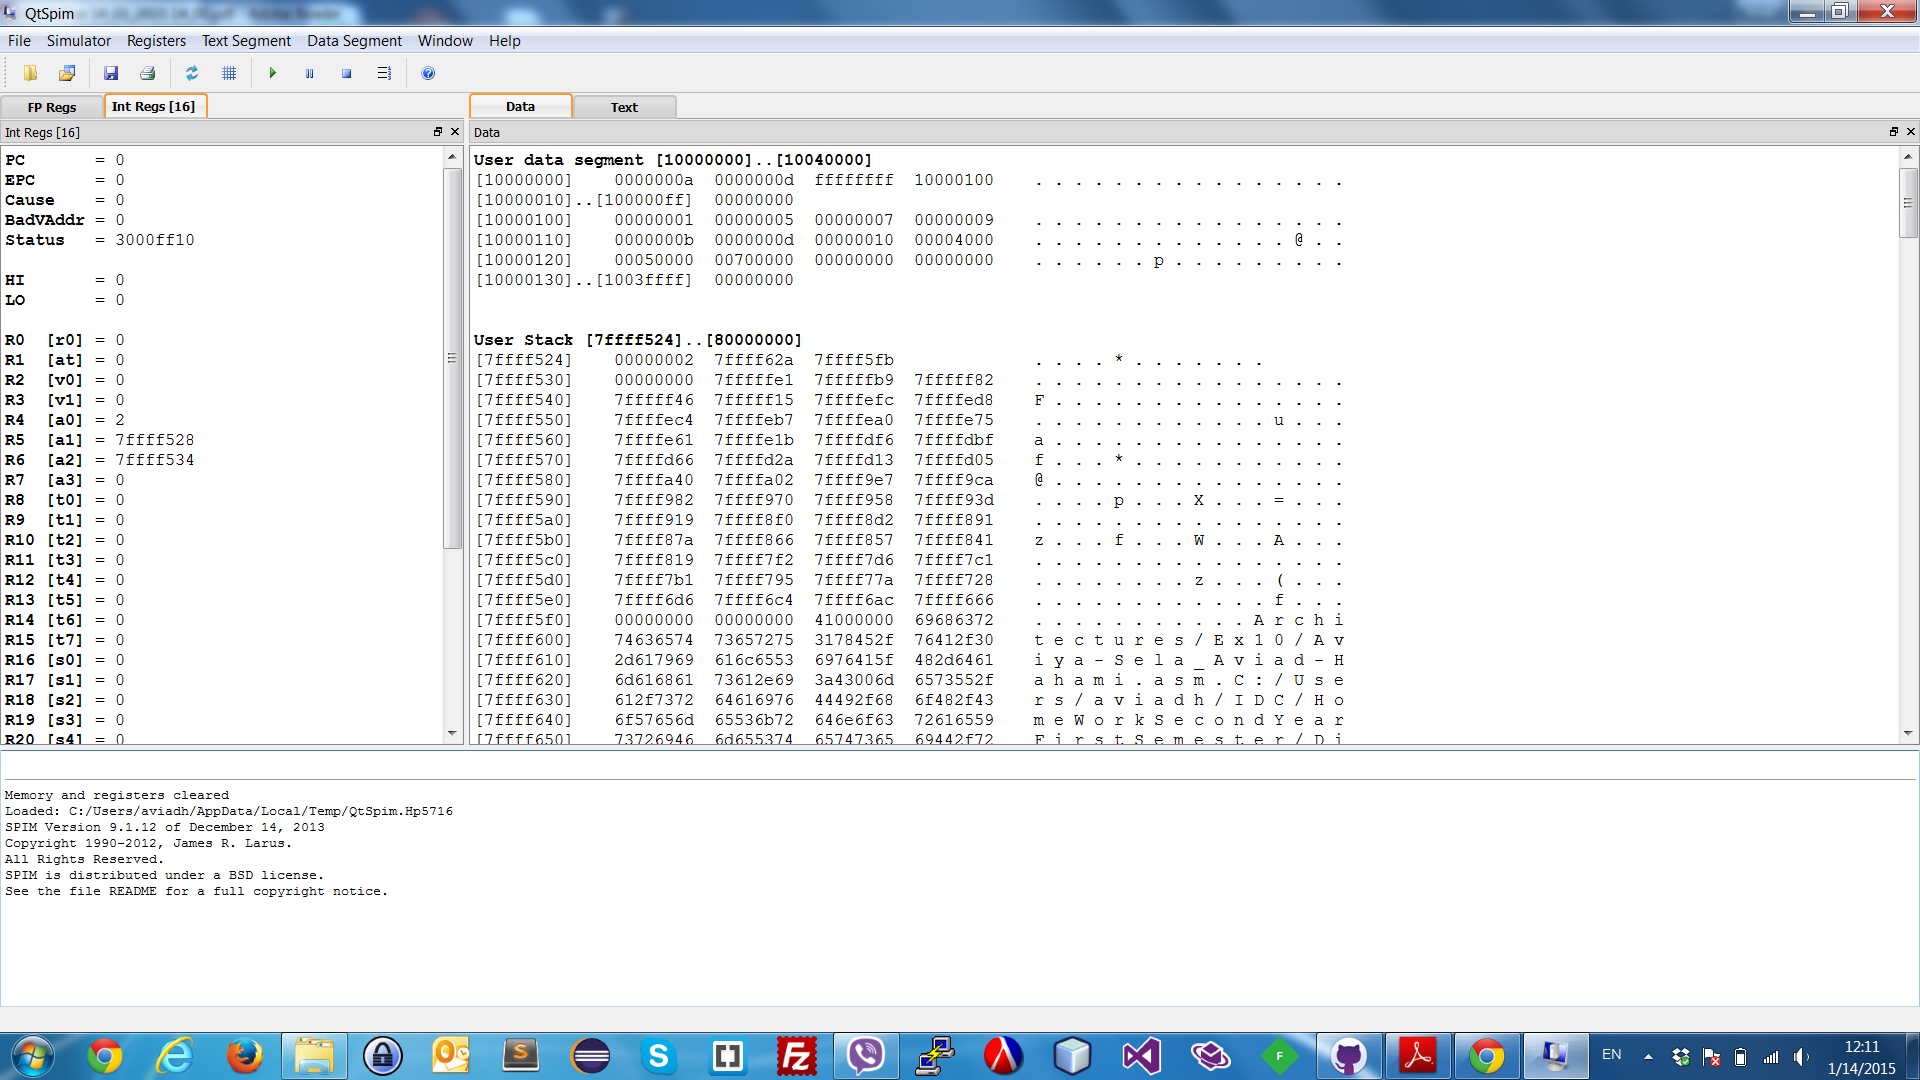 QtSpim
File Simulator Registers Text Segment Data Segment Window Help
FP Regs Int Regs [16] Data Text
Int Regs [16]
PC = 0
EPC = 0
Cause = 0
BadVAddr = 0
Status = 3000ff10
HI = 0
LO = 0
R0 [r0] = 0
R1 [at] = 0
R2 [v0] = 0
R3 [v1] = 0
R4 [a0] = 2
R5 [a1] = 7ffff528
R6 [a2] = 7ffff534
R7 [a3] = 0
R8 [t0] = 0
R9 [t1] = 0
R10 [t2] = 0
R11 [t3] = 0
R12 [t4] = 0
R13 [t5] = 0
R14 [t6] = 0
R15 [t7] = 0
R16 [s0] = 0
R17 [s1] = 0
R18 [s2] = 0
R19 [s3] = 0
R20 [s4] = 0
Data
User data segment [10000000]..[10040000]
[10000000] 0000000a 0000000d ffffffff 10000100 . . . . . . . . . . . . . . . .
[10000010]..[100000ff] 00000000
[10000100] 00000001 00000005 00000007 00000009 . . . . . . . . . . . . . . . .
[10000110] 0000000b 0000000d 00000010 00004000 . . . . . . . . . . . . . @ . .
[10000120] 00050000 00700000 00000000 00000000 . . . . . . p . . . . . . . . .
[10000130]..[1003ffff] 00000000
User Stack [7ffff524]..[80000000]
[7ffff524] 00000002 7ffff62a 7ffff5fb . . . . * . . . . . . .
[7ffff530] 00000000 7fffffe1 7fffffb9 7fffff82 . . . . . . . . . . . . . . . .
[7ffff540] 7fffff46 7fffff15 7ffffefc 7ffffed8 F . . . . . . . . . . . . . . .
[7ffff550] 7ffffec4 7ffffeb7 7ffffea0 7ffffe75 . . . . . . . . . . . . u . . .
[7ffff560] 7ffffe61 7ffffe1b 7ffffdf6 7ffffdbf a . . . . . . . . . . . . . . .
[7ffff570] 7ffffd66 7ffffd2a 7ffffd13 7ffffd05 f . . . * . . . . . . . . . . .
[7ffff580] 7ffffa40 7ffffa02 7ffff9e7 7ffff9ca @ . . . . . . . . . . . . . . .
[7ffff590] 7ffff982 7ffff970 7ffff958 7ffff93d . . . . p . . . X . . . = . . .
[7ffff5a0] 7ffff919 7ffff8f0 7ffff8d2 7ffff891 . . . . . . . . . . . . . . . .
[7ffff5b0] 7ffff87a 7ffff866 7ffff857 7ffff841 z . . . f . . . W . . . A . . .
[7ffff5c0] 7ffff819 7ffff7f2 7ffff7d6 7ffff7c1 . . . . . . . . . . . . . . . .
[7ffff5d0] 7ffff7b1 7ffff795 7ffff77a 7ffff728 . . . . . . . . z . . . ( . . .
[7ffff5e0] 7ffff6d6 7ffff6c4 7ffff6ac 7ffff666 . . . . . . . . . . . . f . . .
[7ffff5f0] 00000000 00000000 41000000 69686372 . . . . . . . . . . . A r c h i
[7ffff600] 74636574 73657275 3178452f 76412f30 t e c t u r e s / E x 1 0 / A v
[7ffff610] 2d617969 616c6553 6976415f 482d6461 i y a - S e l a _ A v i a d - H
[7ffff620] 6d616861 73612e69 3a43006d 6573552f a h a m i . a s m . C : / U s e
[7ffff630] 612f7372 64616976 44492f68 6f482f43 r s / a v i a d h / I D C / H o
[7ffff640] 6f57656d 65536b72 646e6f63 72616559 m e W o r k S e c o n d Y e a r
[7ffff650] 73726946 6d655374 65747365 69442f72 F i r s t S e m e s t e r / D i
Memory and registers cleared
Loaded: C:/Users/aviadh/AppData/Local/Temp/QtSpim.Hp5716
SPIM Version 9.1.12 of December 14, 2013
Copyright 1990-2012, James R. Larus.
All Rights Reserved.
SPIM is distributed under a BSD license.
See the file README for a full copyright notice.
EN
12:11
1/14/2015